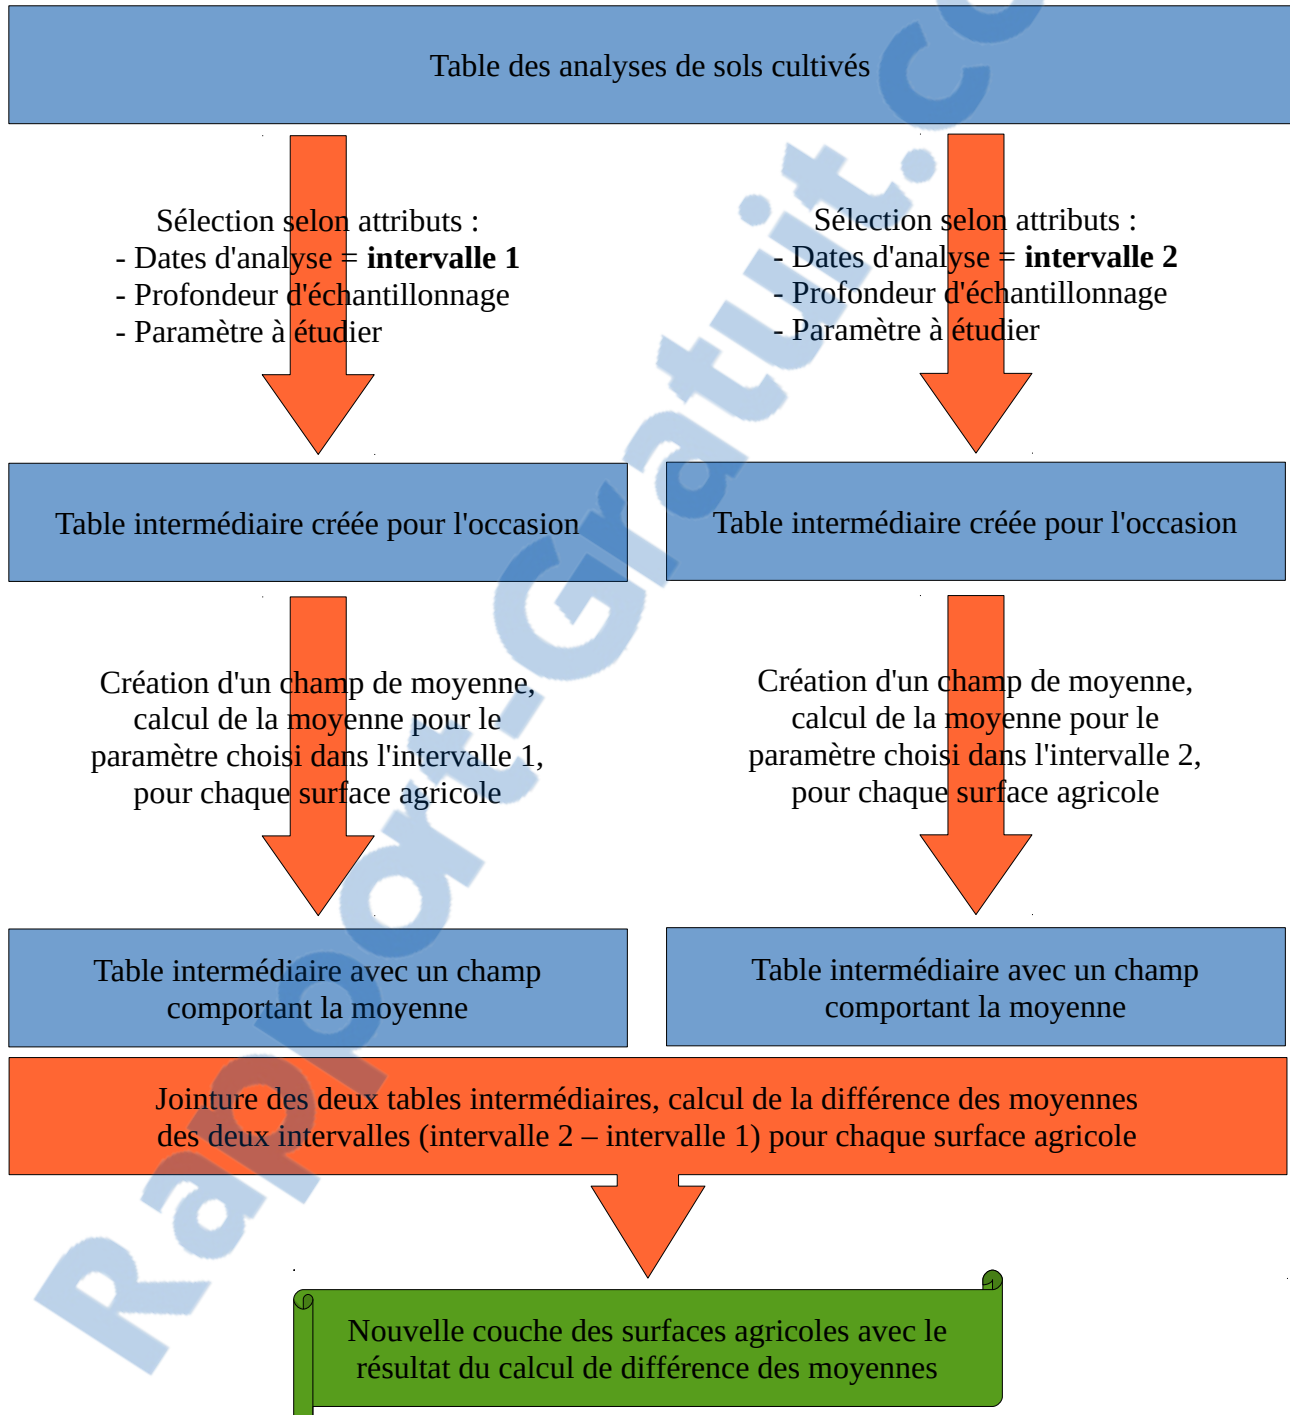 Table des analyses de sols cultivés
Sélection selon attributs :
- Dates d'analyse = intervalle 1
- Profondeur d'échantillonnage
- Paramètre à étudier
Sélection selon attributs :
- Dates d'analyse = intervalle 2
- Profondeur d'échantillonnage
- Paramètre à étudier
Table intermédiaire créée pour l'occasion
Table intermédiaire créée pour l'occasion
Création d'un champ de moyenne,
calcul de la moyenne pour le
paramètre choisi dans l'intervalle 1,
pour chaque surface agricole
Création d'un champ de moyenne,
calcul de la moyenne pour le
paramètre choisi dans l'intervalle 2,
pour chaque surface agricole
Table intermédiaire avec un champ
comportant la moyenne
Table intermédiaire avec un champ
comportant la moyenne
Jointure des deux tables intermédiaires, calcul de la différence des moyennes
des deux intervalles (intervalle 2 – intervalle 1) pour chaque surface agricole
Nouvelle couche des surfaces agricoles avec le
résultat du calcul de différence des moyennes
Rapport-Gratuit.co